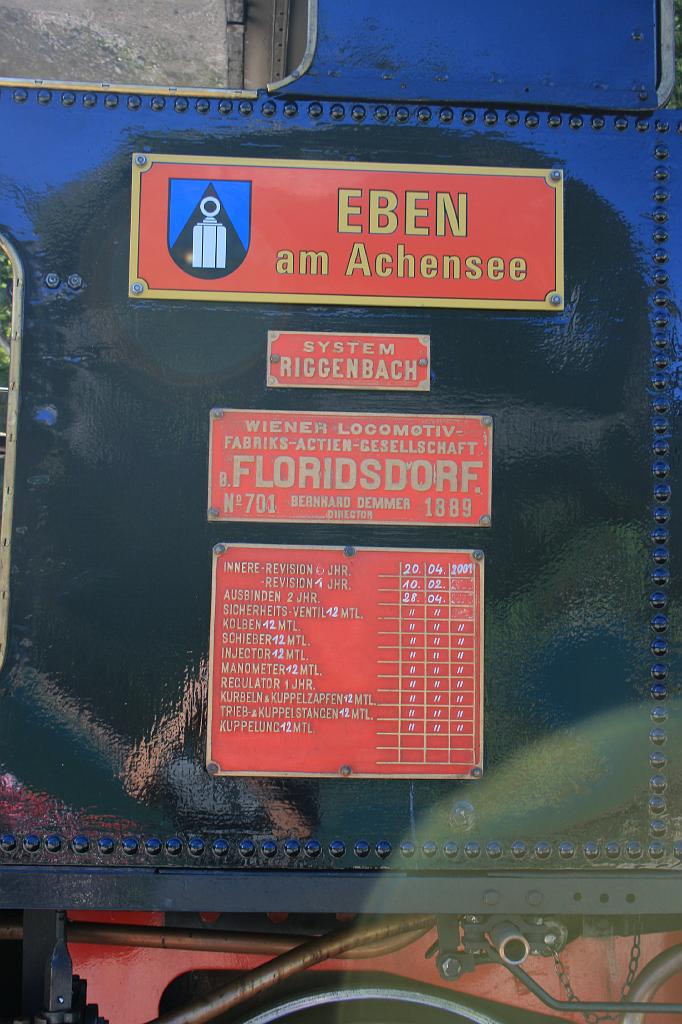 EBEN
am Achensee
SYSTEM
RIGGENBACH
WIENER LOCOMOTIV-
FABRIKS-ACTIEN-GESELLSCHAFT
B. FLORIDSDORF.
Nº 701 BERNHARD DEMMER 1889
DIRECTOR
INNERE-REVISION JHR. 20. 04. 2001
-REVISION JHR. 10. 02.
AUSBINDEN 2 JHR. 28. 04.
SICHERHEITS-VENTIL 12 MTL. " "
KOLBEN 12 MTL. " " "
SCHIEBER 12 MTL. " " "
INJECTOR 12 MTL. " " "
MANOMETER 12 MTL. " " "
REGULATOR 1 JHR. " " "
KURBELN & KUPPELZAPFEN 12 MTL. " " "
TRIEB- & KUPPELSTANGEN 12 MTL. " " "
KUPPELUNG 12 MTL. " " "